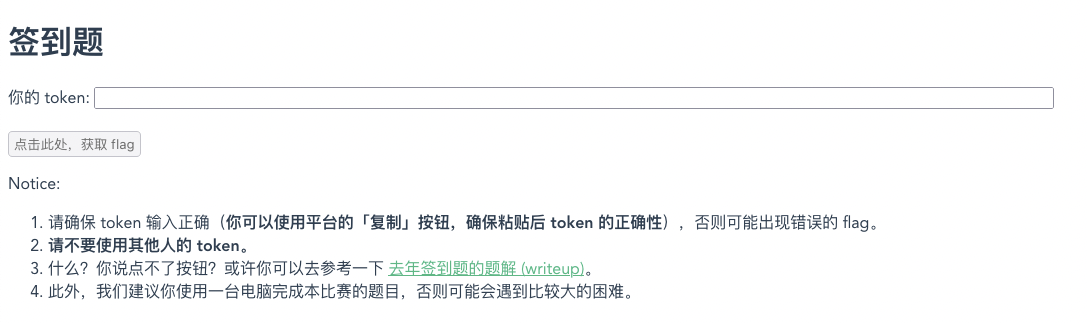 签到题
你的 token:
点击此处，获取 flag
Notice:
1. 请确保 token 输入正确（你可以使用平台的「复制」按钮，确保粘贴后 token 的正确性），否则可能出现错误的 flag。
2. 请不要使用其他人的 token。
3. 什么？你说点不了按钮？或许你可以去参考一下 去年签到题的题解 (writeup)。
4. 此外，我们建议你使用一台电脑完成本比赛的题目，否则可能会遇到比较大的困难。